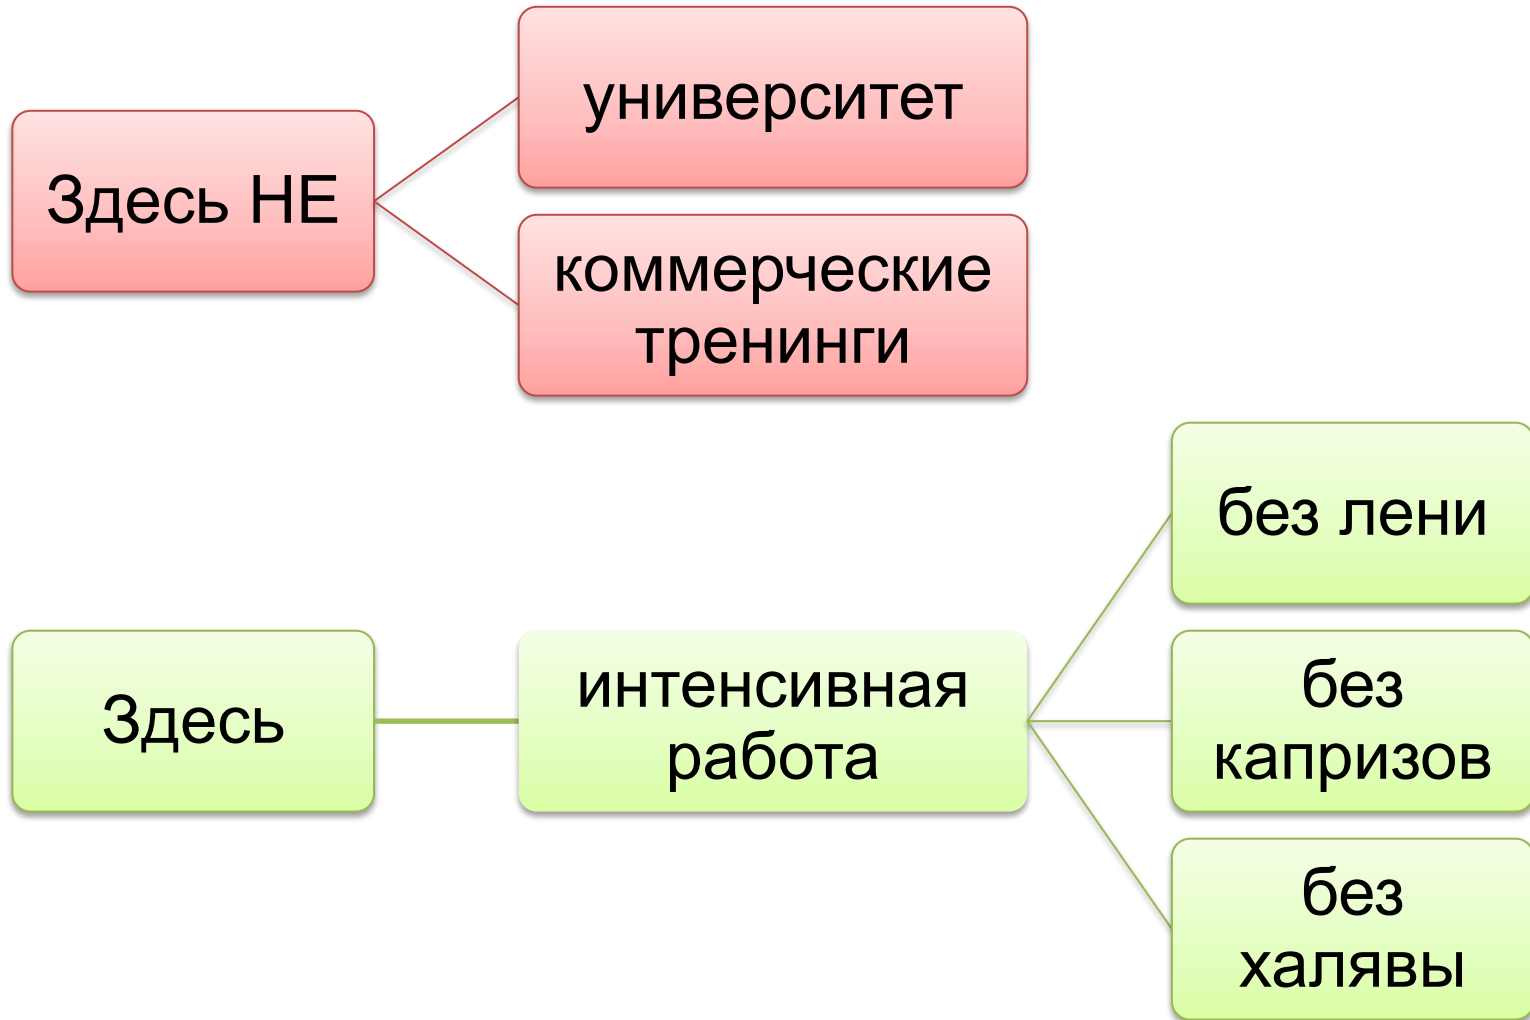 Здесь НЕ
университет
коммерческие
тренинги
Здесь
интенсивная
работа
без лени
без
капризов
без
халявы